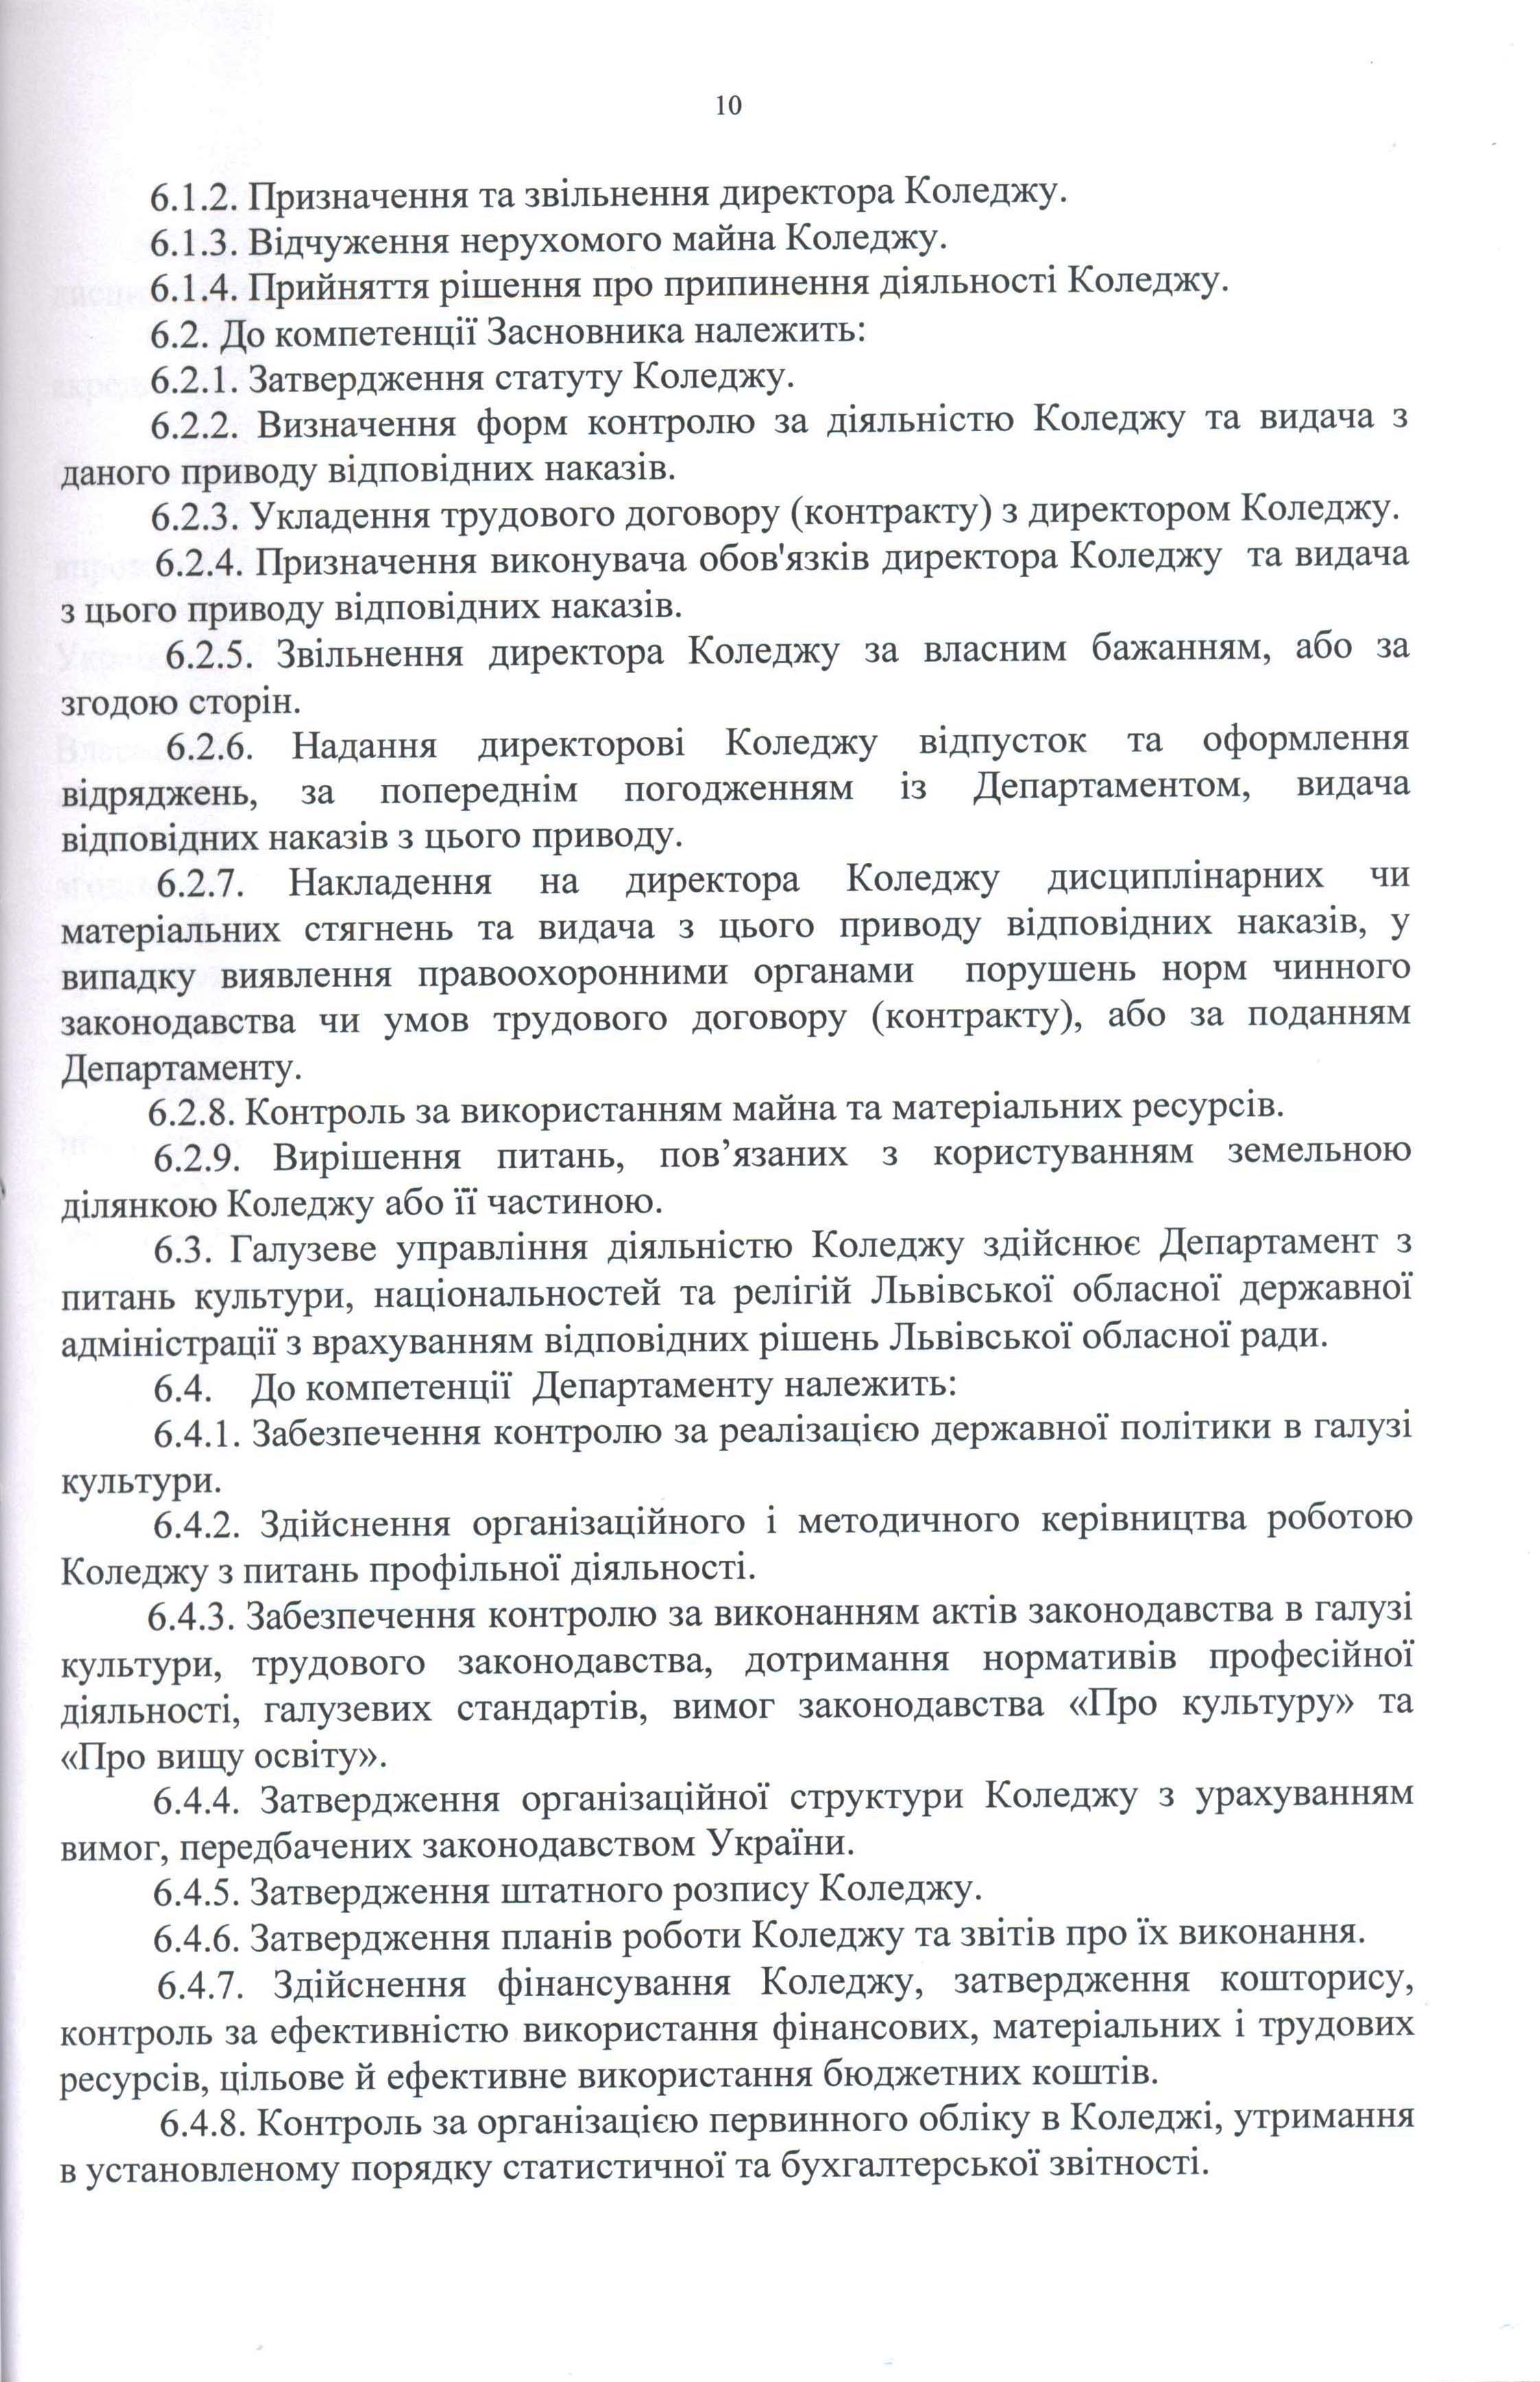 10
6.1.2. Призначення та звільнення директора Коледжу.
6.1.3. Відчуження нерухомого майна Коледжу.
6.1.4. Прийняття рішення про припинення діяльності Коледжу.
6.2. До компетенції Засновника належить:
6.2.1. Затвердження статуту Коледжу.
6.2.2. Визначення форм контролю за діяльністю Коледжу та видача з
даного приводу відповідних наказів.
6.2.3. Укладення трудового договору (контракту) з директором Коледжу.
6.2.4. Призначення виконувача обов'язків директора Коледжу та видача
з цього приводу відповідних наказів.
6.2.5. Звільнення директора Коледжу за власним бажанням, або за
згодою сторін.
6.2.6. Надання директорові Коледжу відпусток та оформлення
відряджень, за попереднім погодженням із Департаментом, видача
відповідних наказів з цього приводу.
6.2.7. Накладення на директора Коледжу дисциплінарних чи
матеріальних стягнень та видача з цього приводу відповідних наказів, у
випадку виявлення правоохоронними органами порушень норм чинного
законодавства чи умов трудового договору (контракту), або за поданням
Департаменту.
6.2.8. Контроль за використанням майна та матеріальних ресурсів.
6.2.9. Вирішення питань, пов’язаних з користуванням земельною
ділянкою Коледжу або її частиною.
6.3. Галузеве управління діяльністю Коледжу здійснює Департамент з
питань культури, національностей та релігій Львівської обласної державної
адміністрації з врахуванням відповідних рішень Львівської обласної ради.
6.4. До компетенції Департаменту належить:
6.4.1. Забезпечення контролю за реалізацією державної політики в галузі
культури.
6.4.2. Здійснення організаційного і методичного керівництва роботою
Коледжу з питань профільної діяльності.
6.4.3. Забезпечення контролю за виконанням актів законодавства в галузі
культури, трудового законодавства, дотримання нормативів професійної
діяльності, галузевих стандартів, вимог законодавства «Про культуру» та
«Про вищу освіту».
6.4.4. Затвердження організаційної структури Коледжу з урахуванням
вимог, передбачених законодавством України.
6.4.5. Затвердження штатного розпису Коледжу.
6.4.6. Затвердження планів роботи Коледжу та звітів про їх виконання.
6.4.7. Здійснення фінансування Коледжу, затвердження кошторису,
контроль за ефективністю використання фінансових, матеріальних і трудових
ресурсів, цільове й ефективне використання бюджетних коштів.
6.4.8. Контроль за організацією первинного обліку в Коледжі, утримання
в установленому порядку статистичної та бухгалтерської звітності.